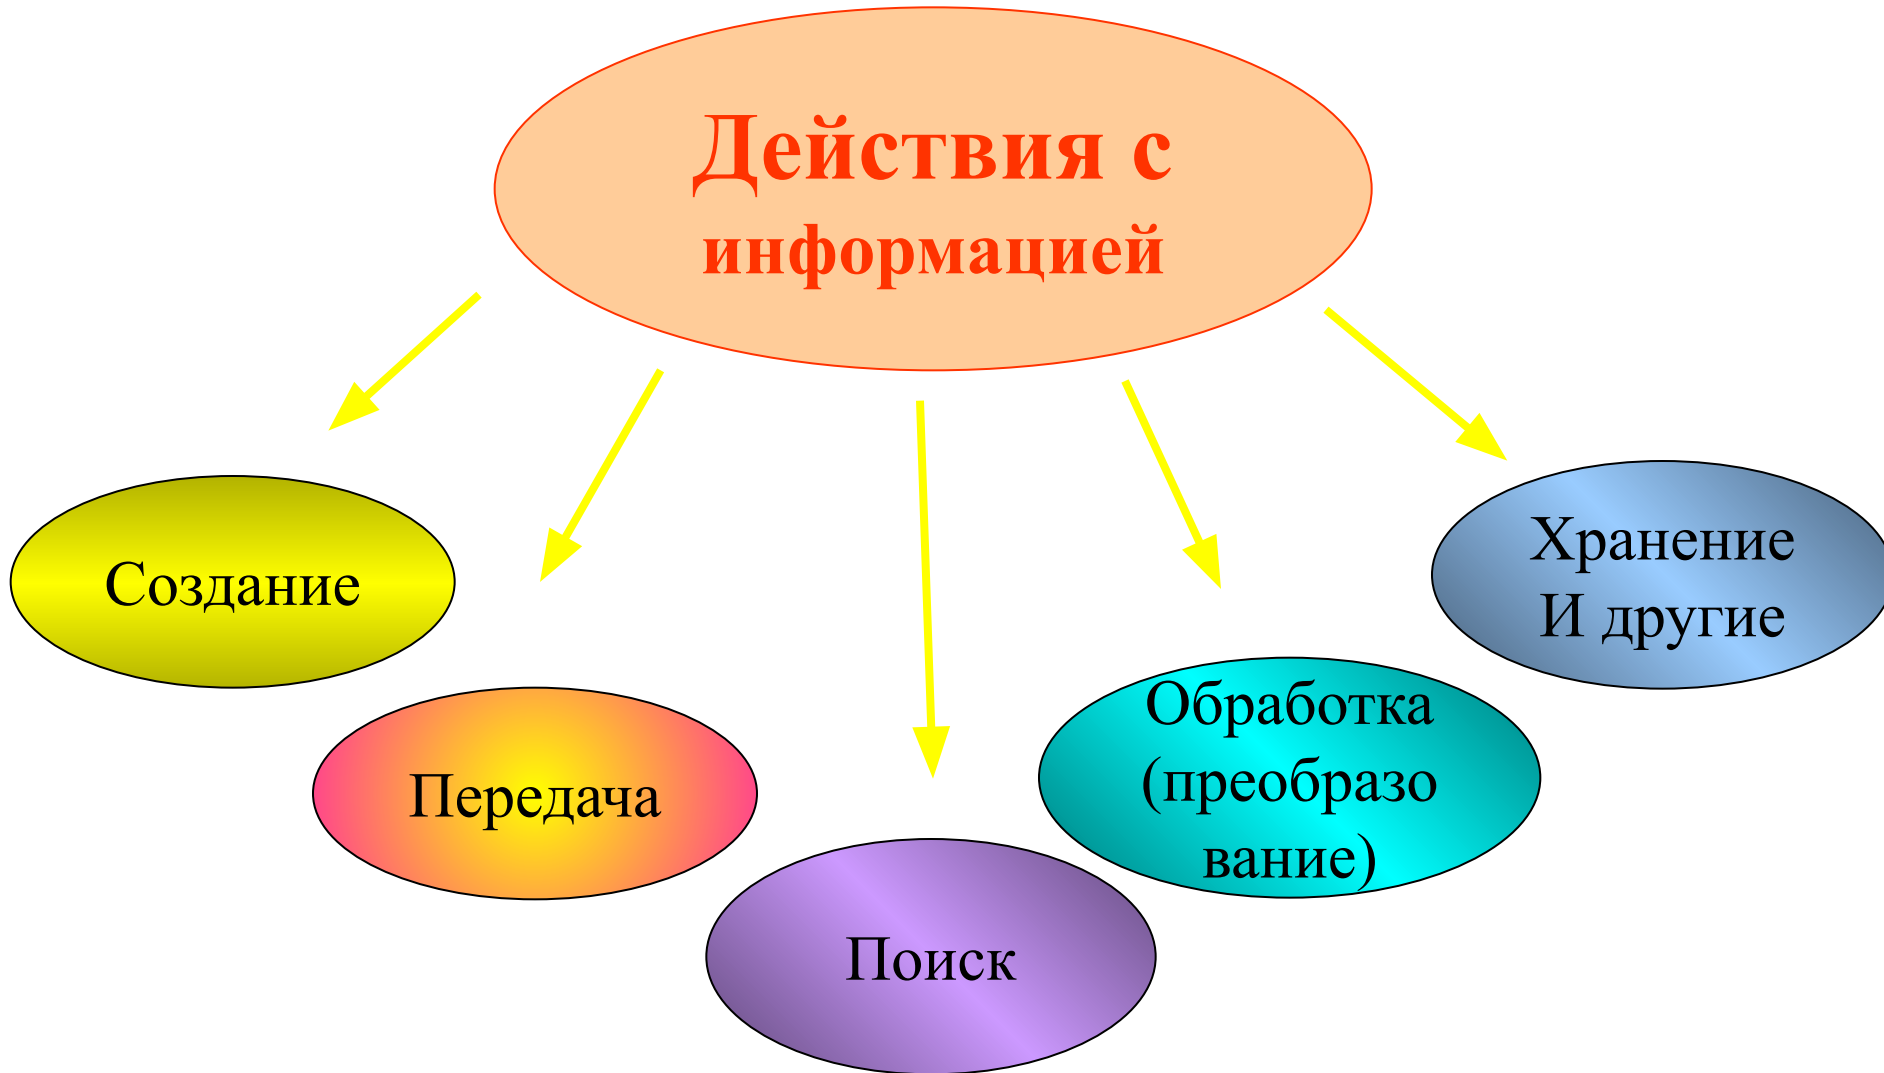 Действия с
информацией
Создание
Передача
Поиск
Обработка
(преобразо
вание)
Хранение
И другие